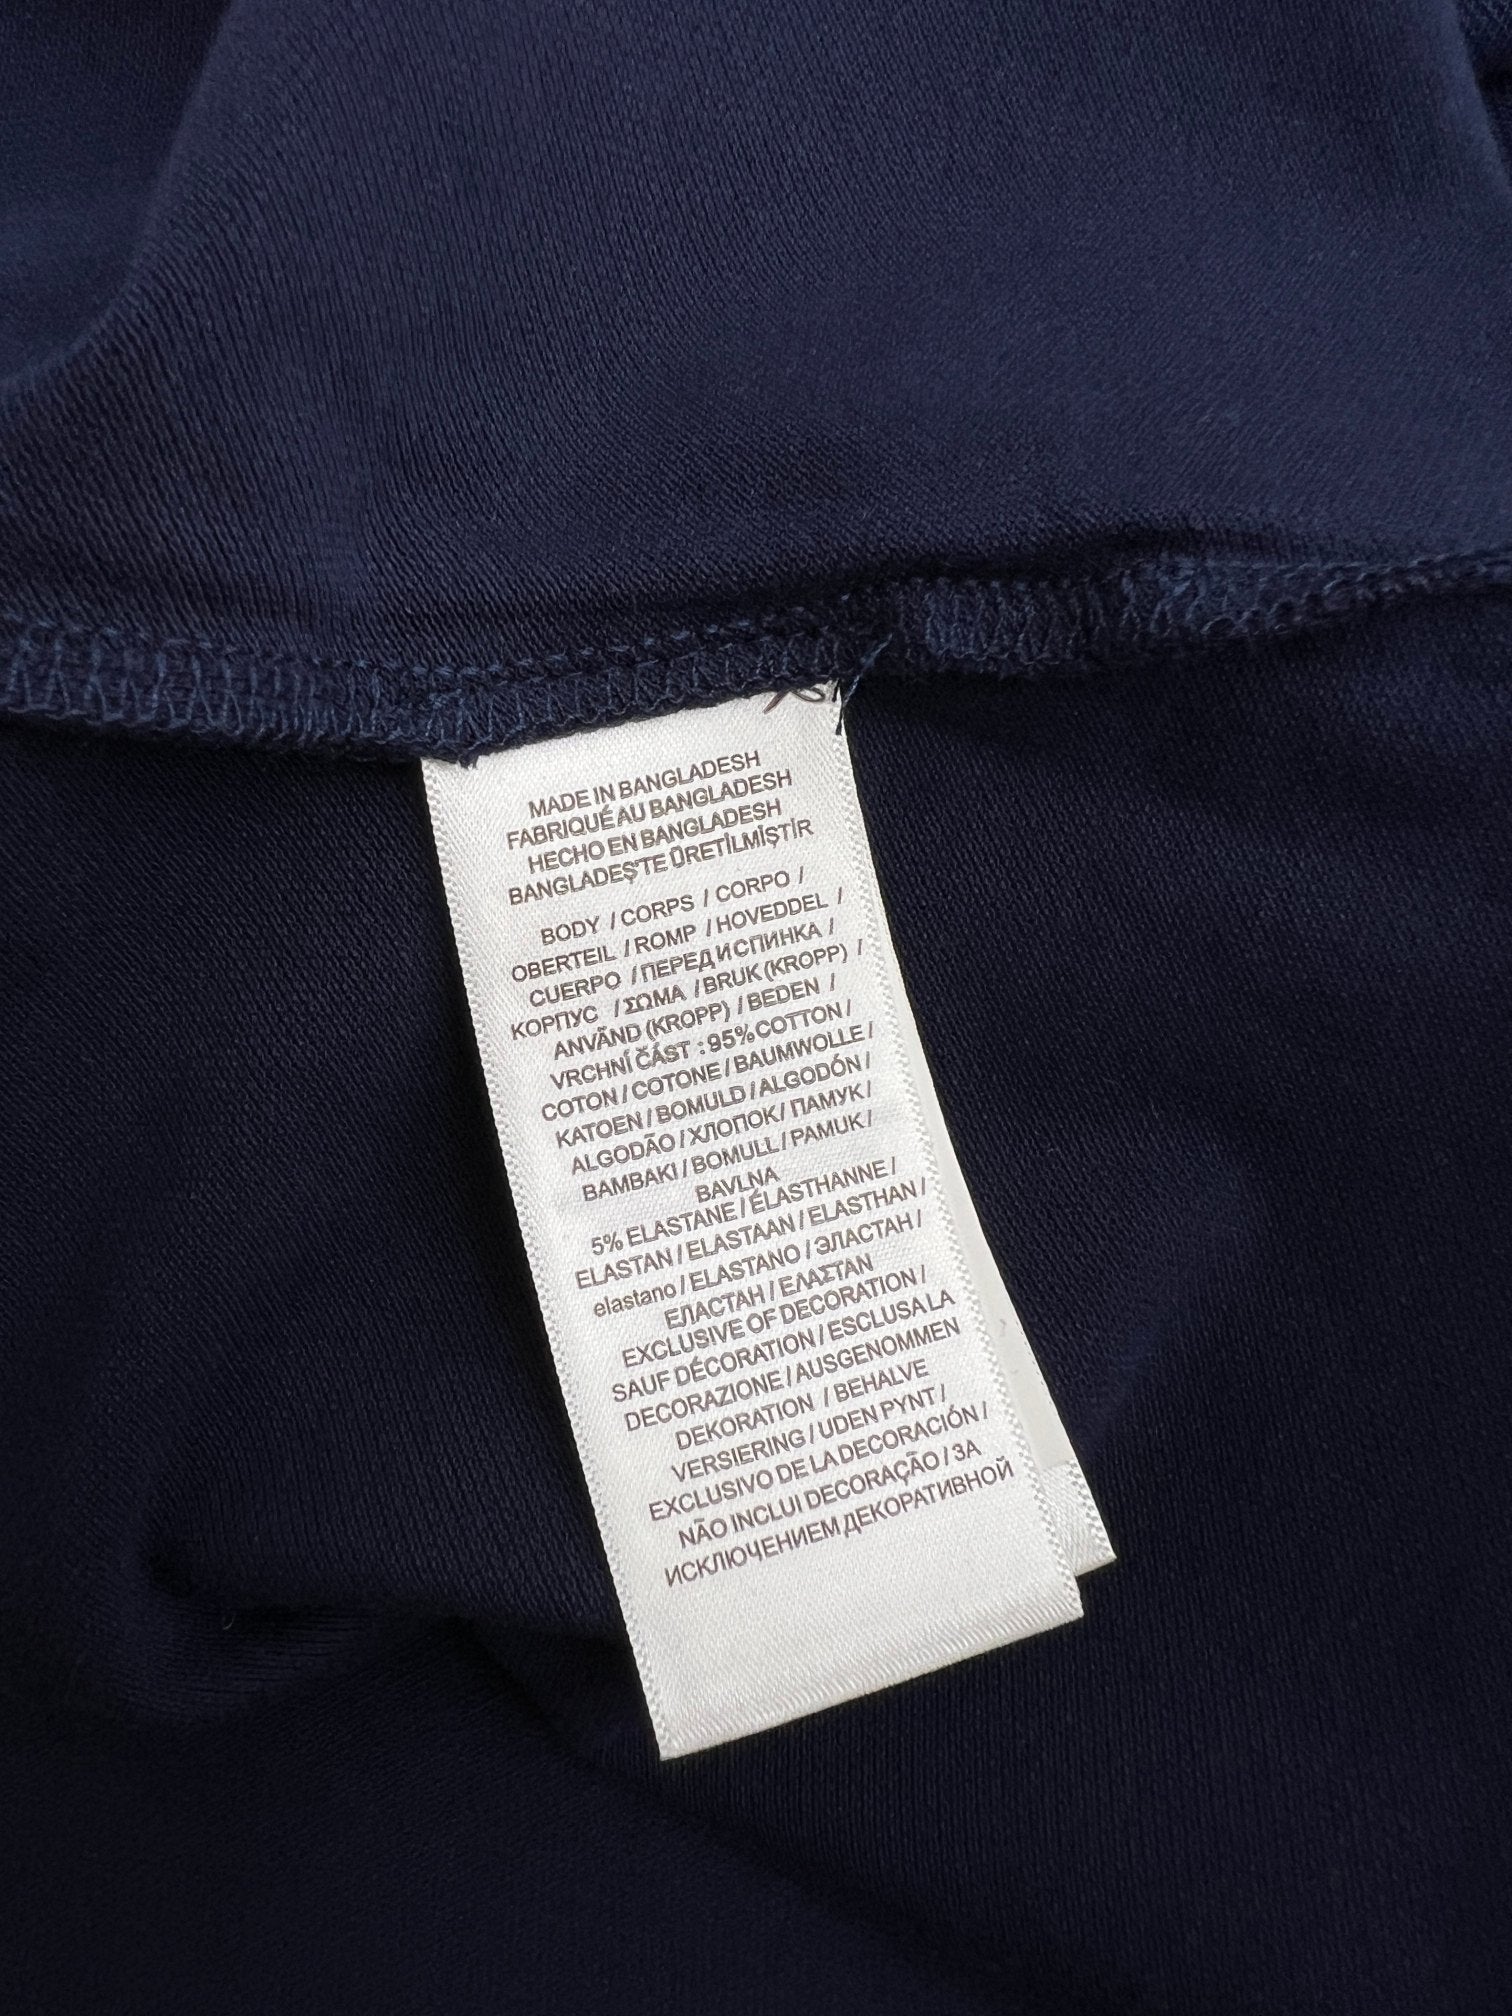 MADE IN BANGLADESH
FABRIQUÉ AU BANGLADESH
HECHO EN BANGLADESH
BANGLADEŞ'TE ÜRETİLMİŞTİR
BODY / CORPS / CORPO /
OBERTEIL / ROMP / HOVEDDEL /
CUERPO / ПЕРЕД И СПИНКА /
КОРПУС / ΣΩΜΑ / BRUK (KROPP) /
ANVÄND (KROPP) / BEDEN /
VRCHNÍ ČÁST : 95% COTTON /
COTON / COTONE / BAUMWOLLE /
KATOEN / BOMULD / ALGODÓN /
ALGODÃO / ХЛОПОК / ПАМУК /
BAMBAKI / BOMULL / PAMUK /
BAVLNA
5% ELASTANE / ÉLASTHANNE /
ELASTAN / ELASTAAN / ELASTHAN /
elastano / ELASTANO / ЭЛАСТАН /
ЕЛАСТАН / ΕΛΑΣΤΑΝ
EXCLUSIVE OF DECORATION /
SAUF DÉCORATION / ESCLUSA LA
DECORAZIONE / AUSGENOMMEN
DEKORATION / BEHALVE
VERSIERING / UDEN PYNT /
EXCLUSIVO DE LA DECORACIÓN /
NÃO INCLUI DECORAÇÃO / ЗА
ИСКЛЮЧЕНИЕМ ДЕКОРАТИВНОЙ